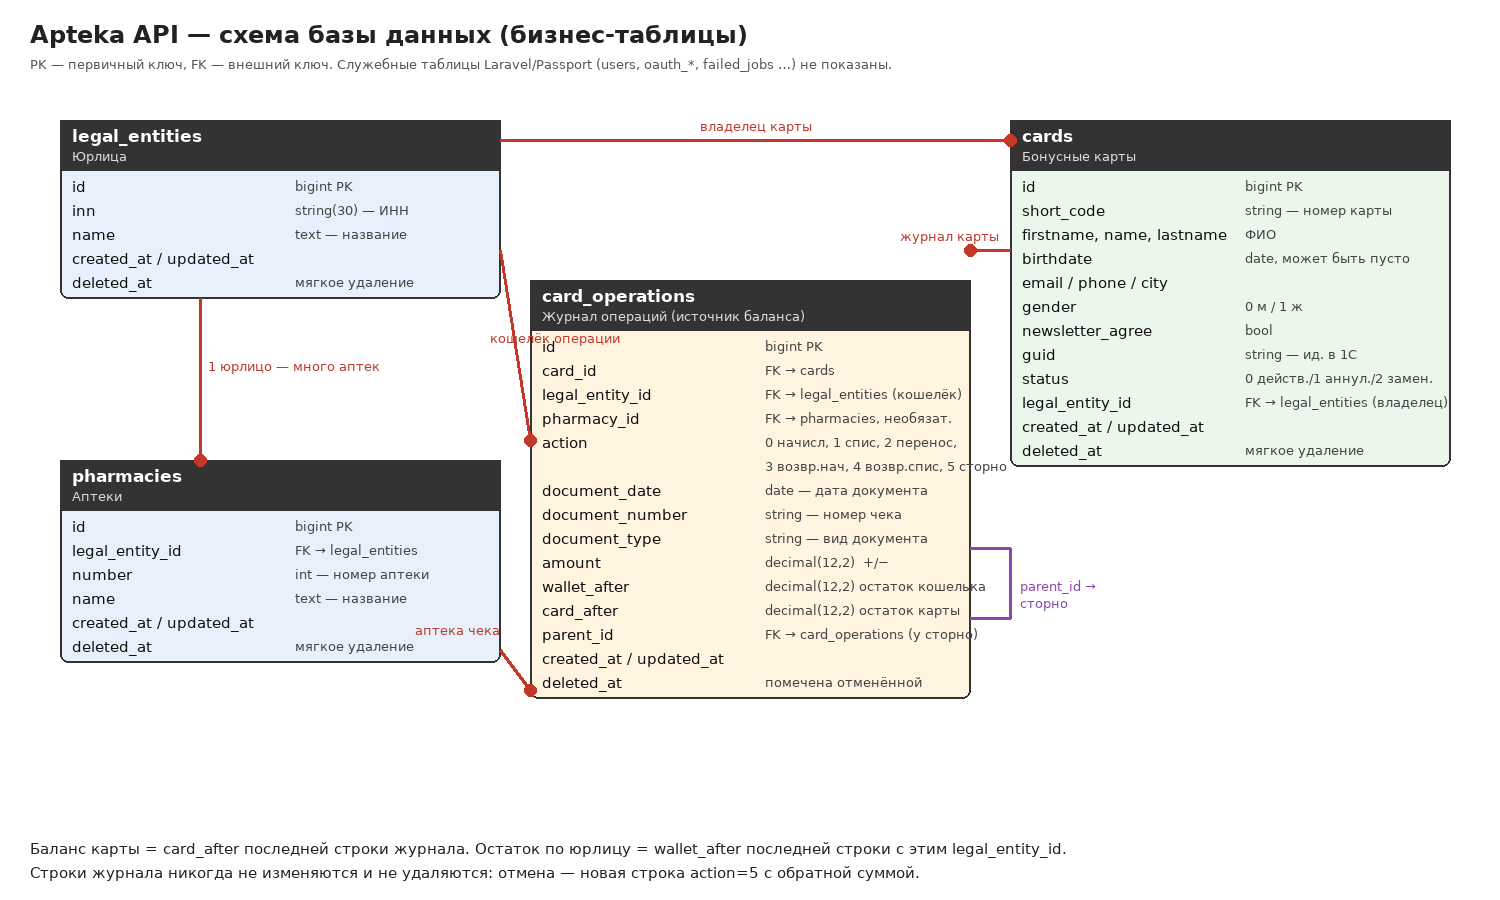 Apteka API — схема базы данных (бизнес-таблицы)
PK — первичный ключ, FK — внешний ключ. Служебные таблицы Laravel/Passport (users, oauth_*, failed_jobs ...) не показаны.
legal_entities
Юрлица
id bigint PK
inn string(30) — ИНН
name text — название
created_at / updated_at
deleted_at мягкое удаление
владелец карты
cards
Бонусные карты
id bigint PK
short_code string — номер карты
firstname, name, lastname ФИО
birthdate date, может быть пусто
email / phone / city
gender 0 м / 1 ж
newsletter_agree bool
guid string — ид. в 1С
status 0 действ./1 аннул./2 замен.
legal_entity_id FK → legal_entities (владелец)
created_at / updated_at
deleted_at мягкое удаление
журнал карты
кошелёк операции
1 юрлицо — много аптек
card_operations
Журнал операций (источник баланса)
id bigint PK
card_id FK → cards
legal_entity_id FK → legal_entities (кошелёк)
pharmacy_id FK → pharmacies, необязат.
action 0 начисл, 1 спис, 2 перенос,
3 возвр.нач, 4 возвр.спис, 5 сторно
document_date date — дата документа
document_number string — номер чека
document_type string — вид документа
amount decimal(12,2) +/−
wallet_after decimal(12,2) остаток кошелька
card_after decimal(12,2) остаток карты
parent_id FK → card_operations (у сторно)
created_at / updated_at
deleted_at помечена отменённой
parent_id →
сторно
pharmacies
Аптеки
id bigint PK
legal_entity_id FK → legal_entities
number int — номер аптеки
name text — название
created_at / updated_at
deleted_at мягкое удаление
аптека чека
Баланс карты = card_after последней строки журнала. Остаток по юрлицу = wallet_after последней строки с этим legal_entity_id.
Строки журнала никогда не изменяются и не удаляются: отмена — новая строка action=5 с обратной суммой.